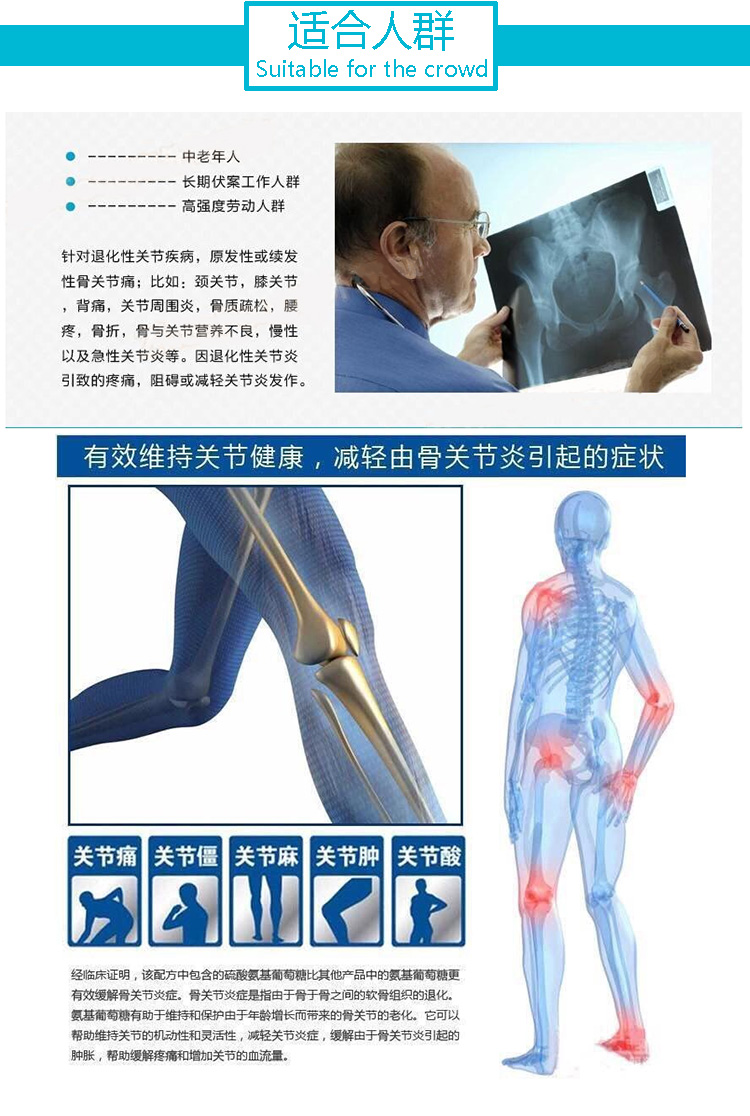 适合人群
Suitable for the crowd
中老年人
长期伏案工作人群
高强度劳动人群
针对退化性关节疾病，原发性或续发
性骨关节痛；比如：颈关节，膝关节
，背痛，关节周围炎，骨质疏松，腰
疼，骨折，骨与关节营养不良，慢性
以及急性关节炎等。因退化性关节炎
引致的疼痛，阻碍或减轻关节炎发作。
有效维持关节健康，减轻由骨关节炎引起的症状
关节痛 关节僵 关节麻 关节肿 关节酸
经临床证明，该配方中包含的硫酸氨基葡萄糖比其他产品中的氨基葡萄糖更
有效缓解骨关节炎症。骨关节炎症是指由于骨于骨之间的软骨组织的退化。
氨基葡萄糖有助于维持和保护由于年龄增长而带来的骨关节的老化。它可以
帮助维持关节的机动性和灵活性，减轻关节炎症，缓解由于骨关节炎引起的
肿胀，帮助缓解疼痛和增加关节的血流量。